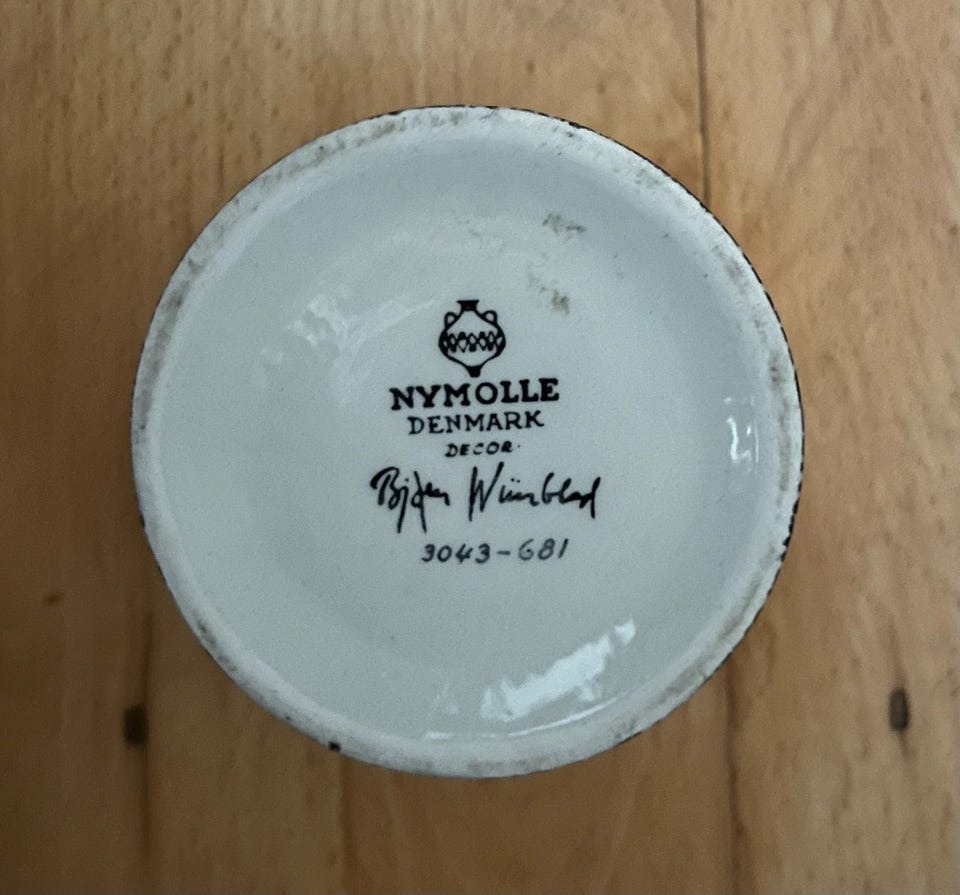 NYMOLLE
DENMARK
DECOR.
Bjørn Wiinblad
3043-681